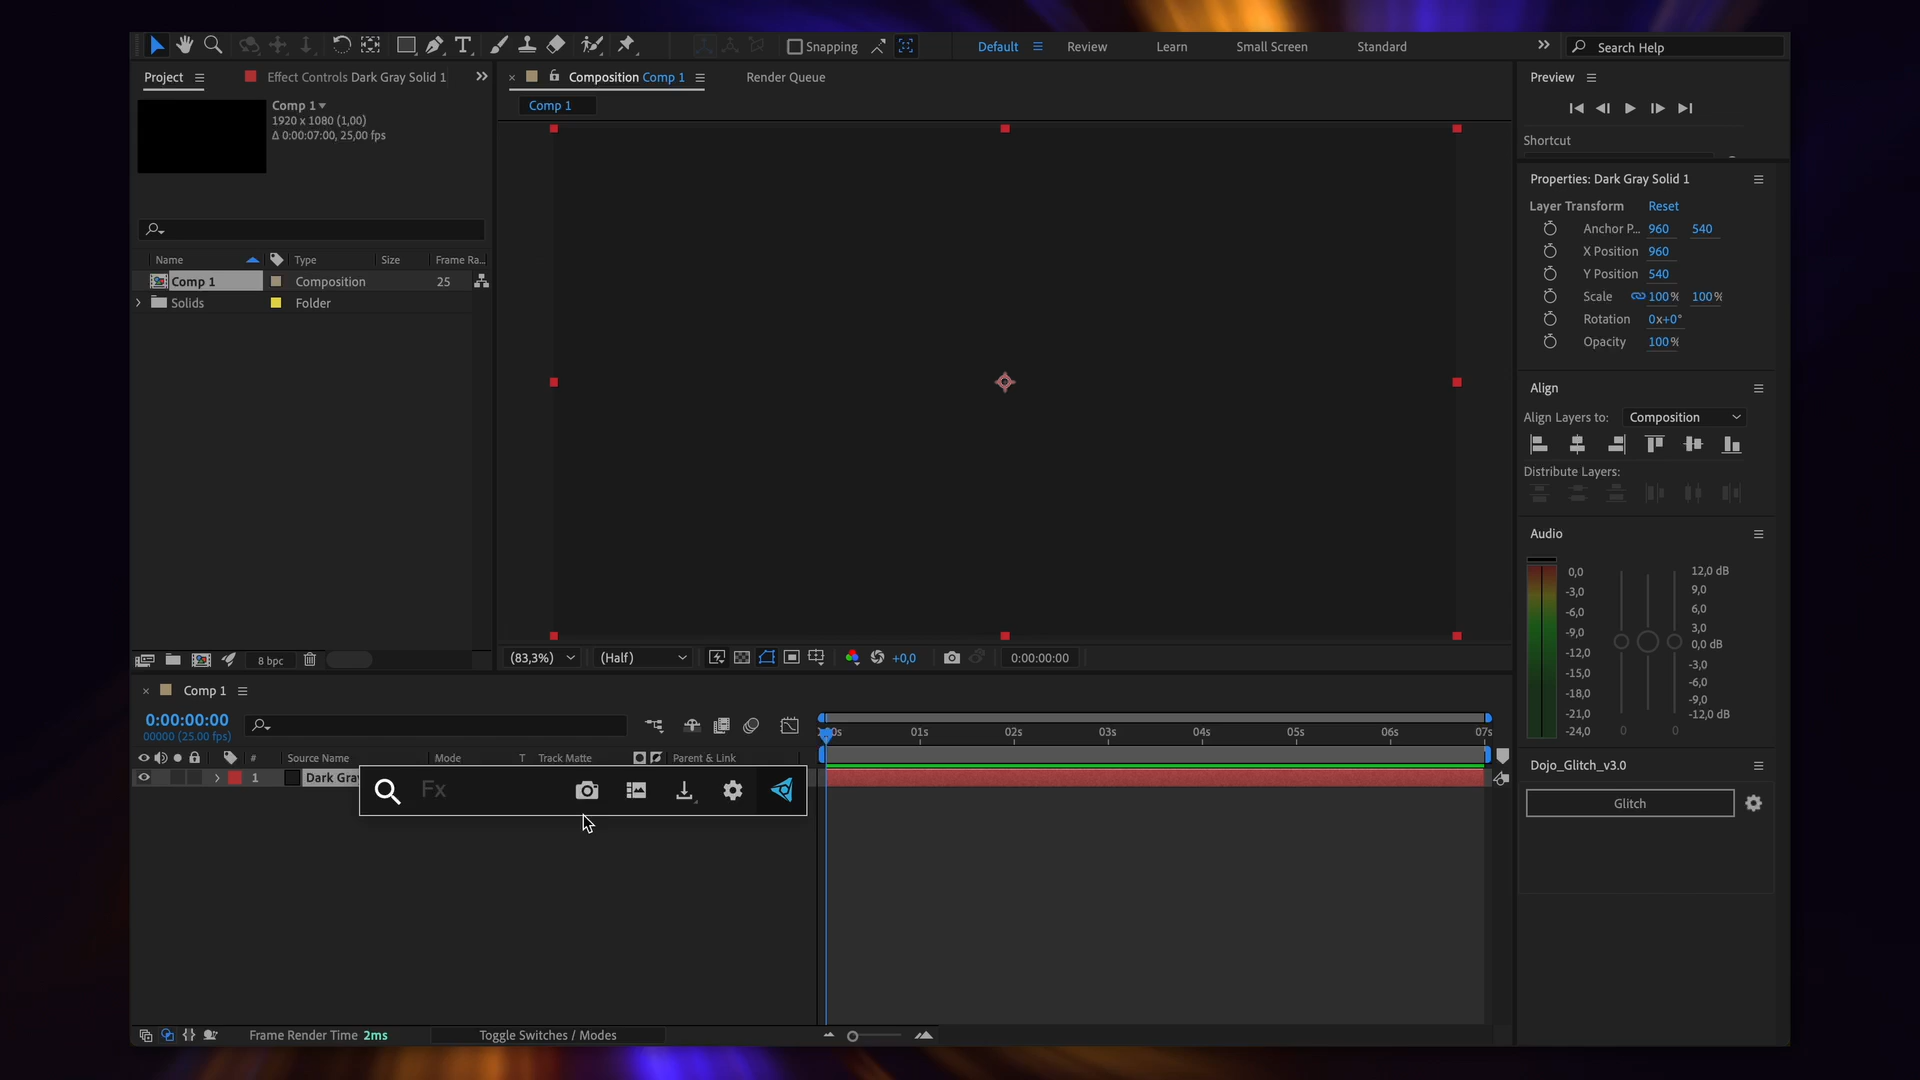 Snapping
Default
Review
Learn
Small Screen
Standard
Search Help
Project
Effect Controls Dark Gray Solid 1
Composition Comp 1
Render Queue
Comp 1
Comp 1
1920 x 1080 (1,00)
Δ 0:00:07:00, 25,00 fps
Name
Type
Size
Frame Ra...
Comp 1
Composition
25
Solids
Folder
8 bpc
(83,3%)
(Half)
+0,0
0:00:00:00
Preview
Shortcut
Properties: Dark Gray Solid 1
Layer Transform
Reset
Anchor P... 960 540
X Position 960
Y Position 540
Scale 100% 100%
Rotation 0x+0°
Opacity 100%
Align
Align Layers to: Composition
Distribute Layers:
Audio
0,0
-3,0
-6,0
-9,0
-12,0
-15,0
-18,0
-21,0
-24,0
12,0 dB
9,0
6,0
3,0
0,0 dB
-3,0
-6,0
-9,0
-12,0 dB
0
0
Dojo_Glitch_v3.0
Glitch
Comp 1
0:00:00:00
00000 (25.00 fps)
# Source Name Mode T Track Matte Parent & Link
1 Dark Gra
Fx
01s 02s 03s 04s 05s 06s 07s
Frame Render Time 2ms
Toggle Switches / Modes